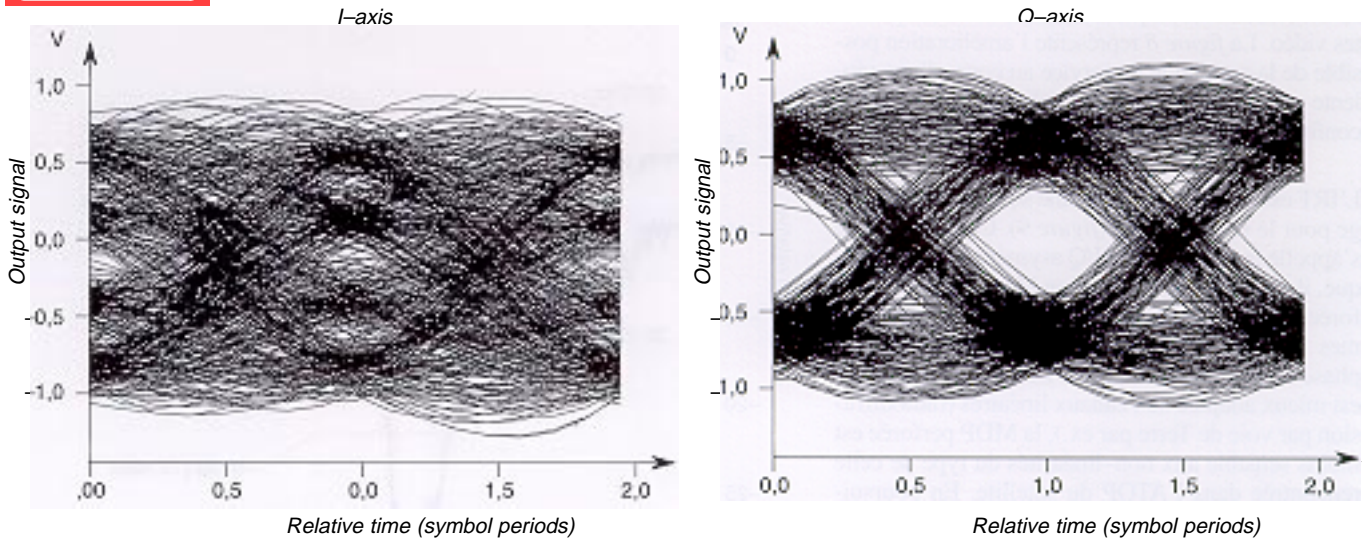 I–axis
V
1,0
0,5
0,0
-0,5
-1,0
,00 0,5 0,0 1,5 2,0
Output signal
Relative time (symbol periods)
Q–axis
V
1,0
0,5
0,0
-0,5
-1,0
0,0 0,5 1,0 1,5 2,0
Output signal
Relative time (symbol periods)